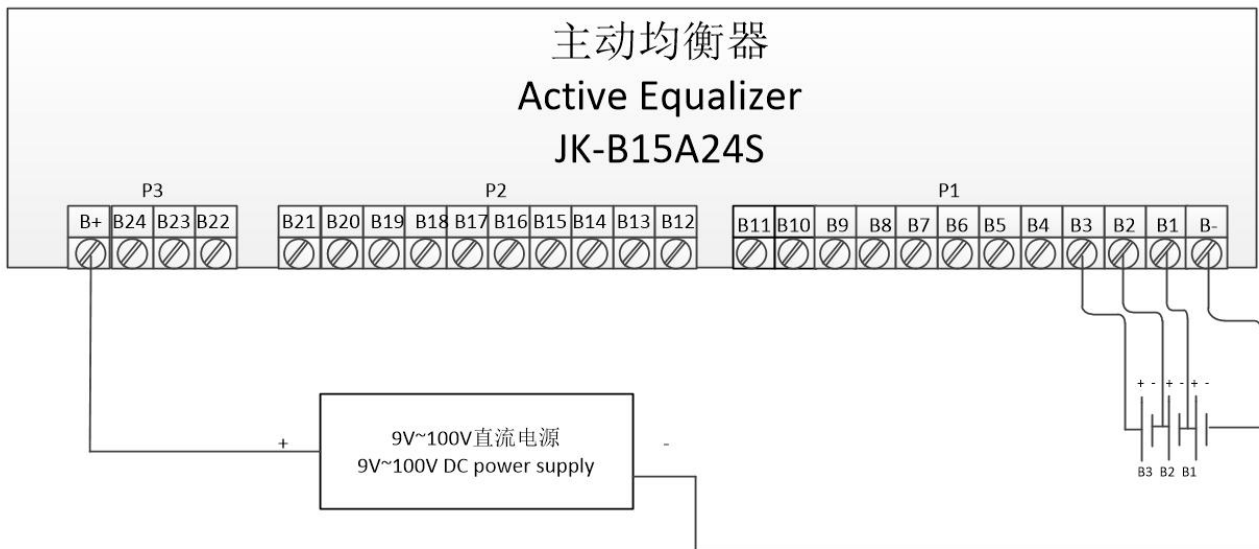 主动均衡器
Active Equalizer
JK-B15A24S
P3 P2 P1
B+ B24 B23 B22 B21 B20 B19 B18 B17 B16 B15 B14 B13 B12 B11 B10 B9 B8 B7 B6 B5 B4 B3 B2 B1 B-
+ - + - + -
+ 9V~100V直流电源 -
9V~100V DC power supply
B3 B2 B1